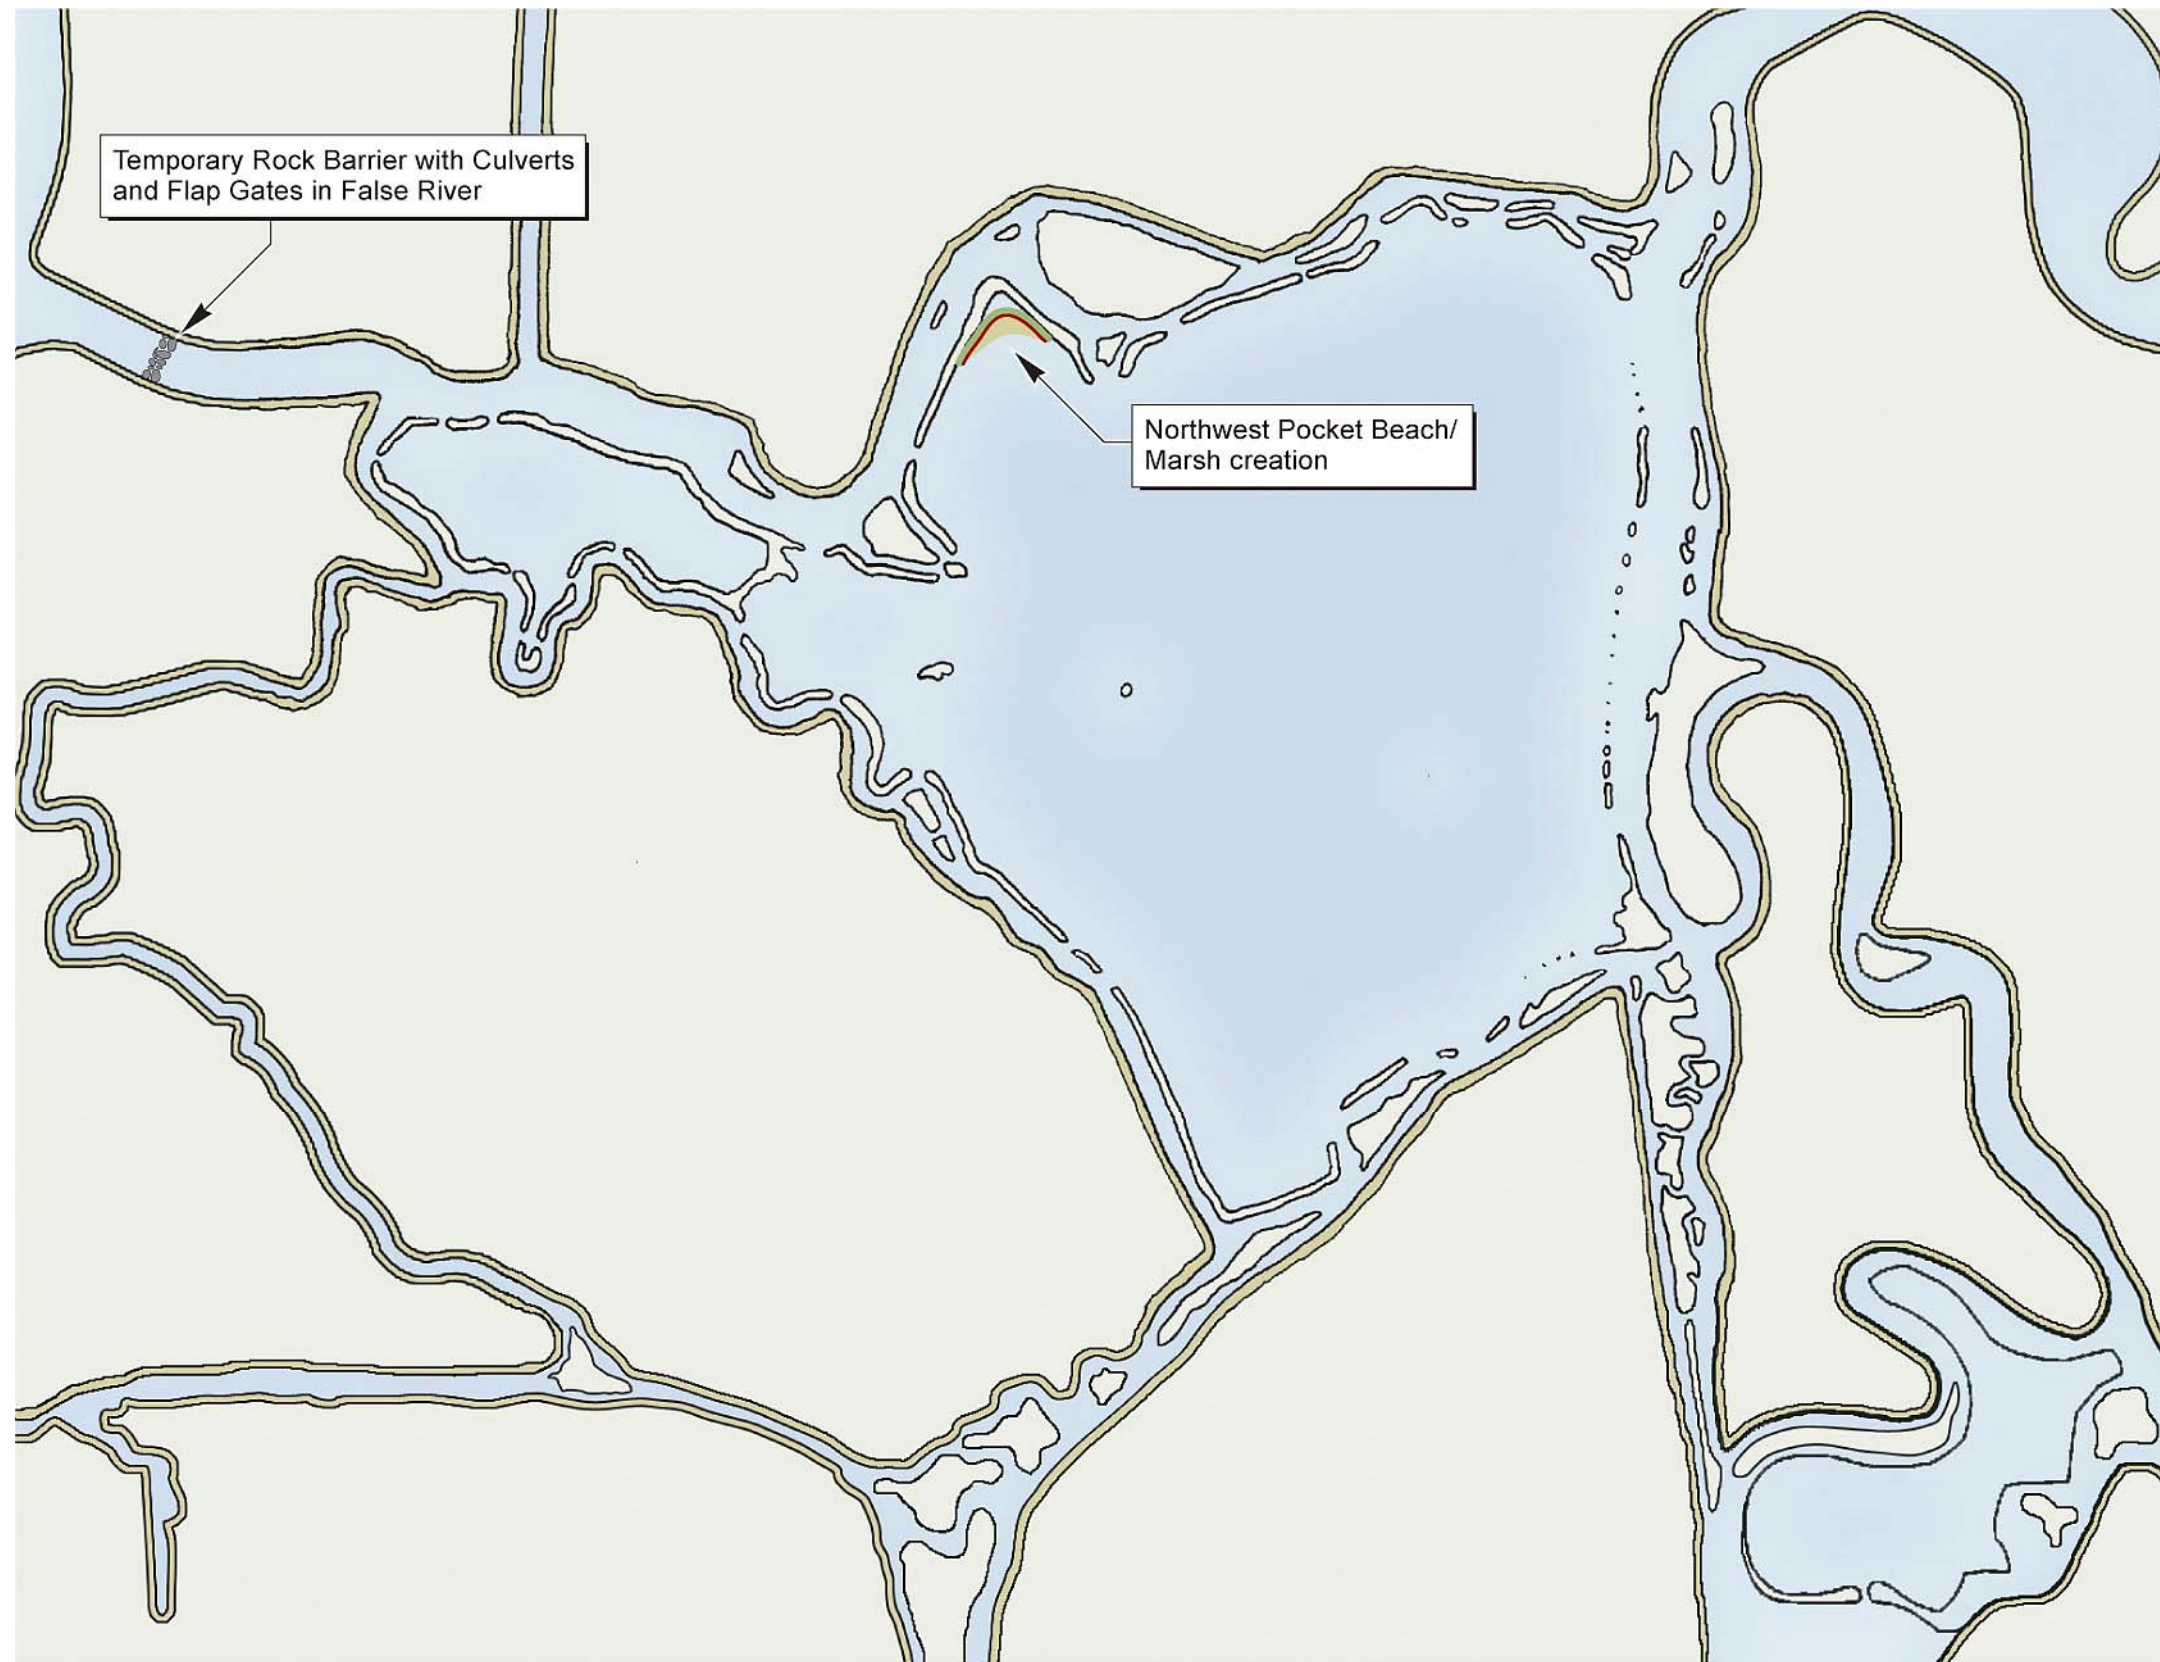 Temporary Rock Barrier with Culverts
and Flap Gates in False River
Northwest Pocket Beach/
Marsh creation